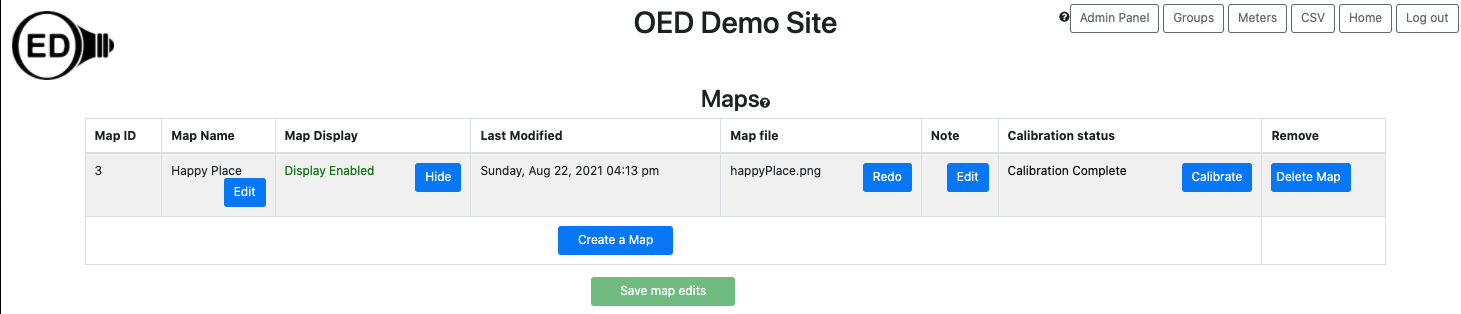 ED
OED Demo Site
? Admin Panel Groups Meters CSV Home Log out
Maps?
Map ID Map Name Map Display Last Modified Map file Note Calibration status Remove
3 Happy Place Display Enabled Hide Sunday, Aug 22, 2021 04:13 pm happyPlace.png Redo Edit Calibration Complete Calibrate Delete Map
Edit
Create a Map
Save map edits